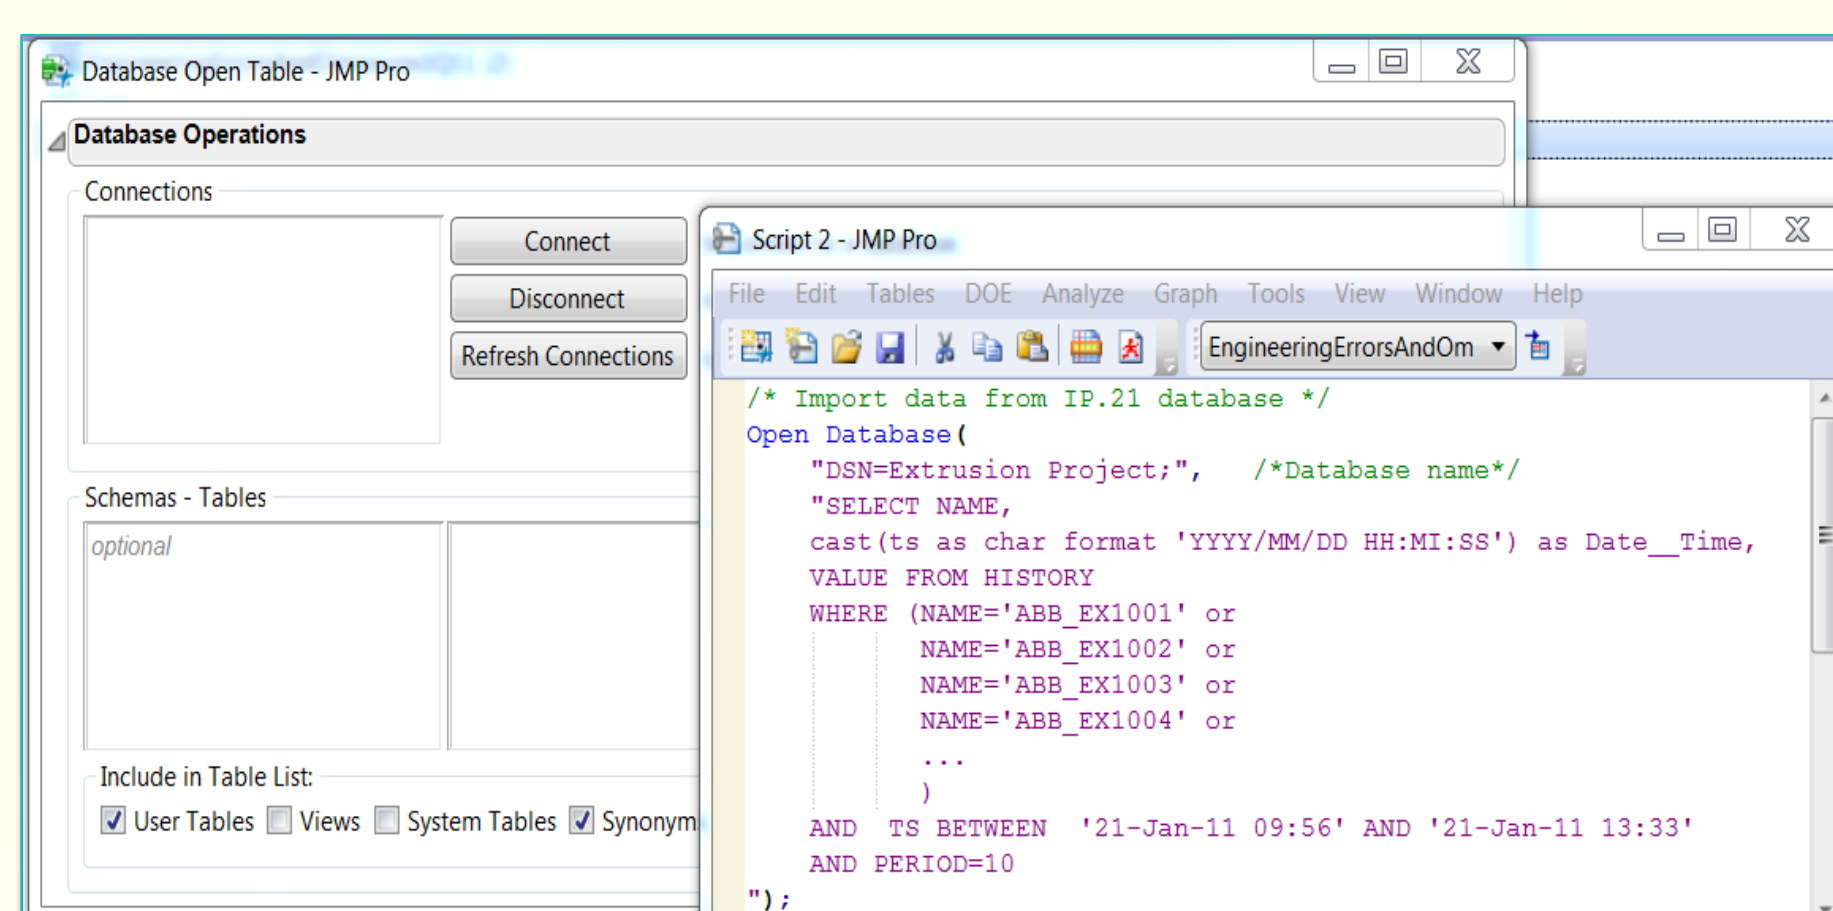 Database Open Table - JMP Pro
Database Operations
Connections
Connect
Disconnect
Refresh Connections
Schemas - Tables
optional
Include in Table List:
User Tables Views System Tables Synonym
Script 2 - JMP Pro
File Edit Tables DOE Analyze Graph Tools View Window Help
EngineeringErrorsAndOm
/* Import data from IP.21 database */
Open Database(
"DSN=Extrusion Project;", /*Database name*/
"SELECT NAME,
cast(ts as char format 'YYYY/MM/DD HH:MI:SS') as Date__Time,
VALUE FROM HISTORY
WHERE (NAME='ABB_EX1001' or
NAME='ABB_EX1002' or
NAME='ABB_EX1003' or
NAME='ABB_EX1004' or
...
)
AND TS BETWEEN '21-Jan-11 09:56' AND '21-Jan-11 13:33'
AND PERIOD=10
");